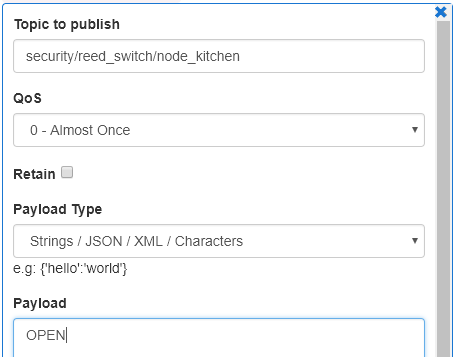 Topic to publish
security/reed_switch/node_kitchen
QoS
0 - Almost Once
Retain
Payload Type
Strings / JSON / XML / Characters
e.g: {'hello':'world'}
Payload
OPEN